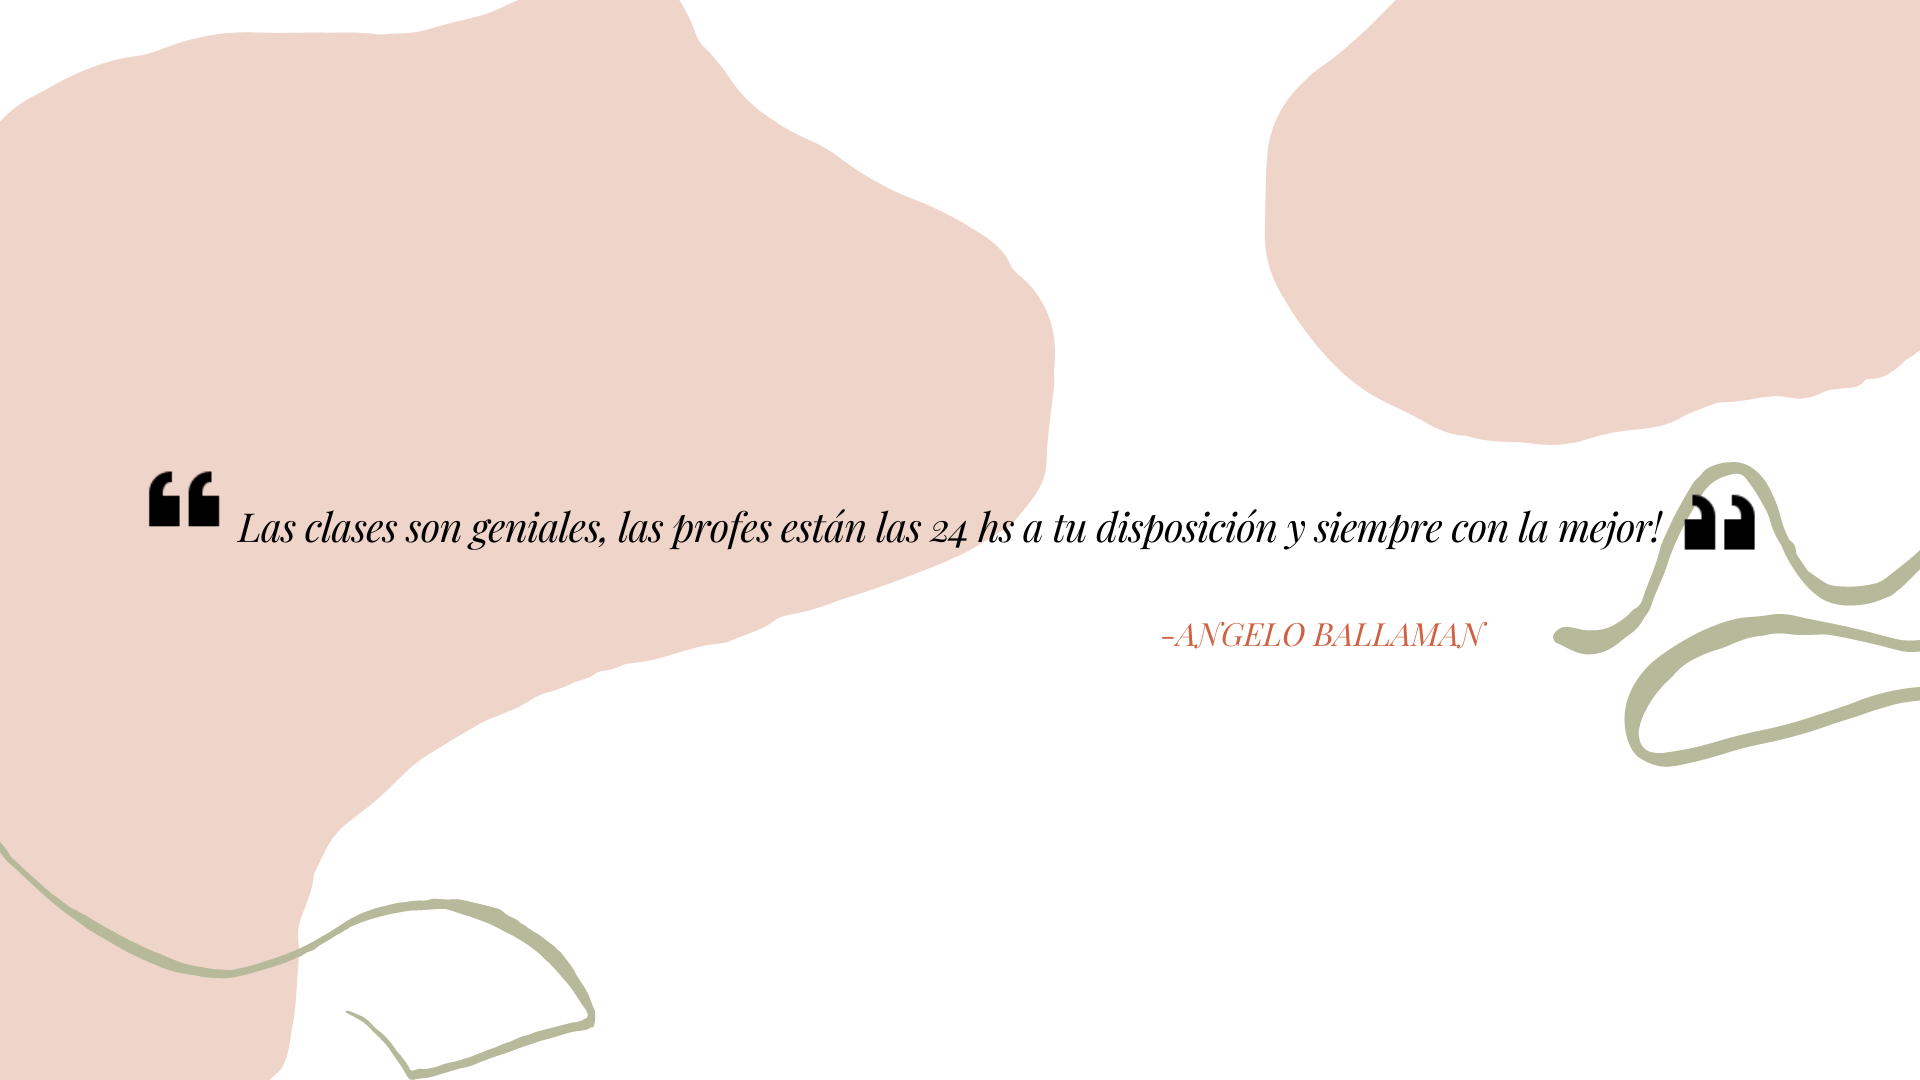 “ Las clases son geniales, las profes están las 24 hs a tu disposición y siempre con la mejor! ”
-ANGELO BALLAMAN